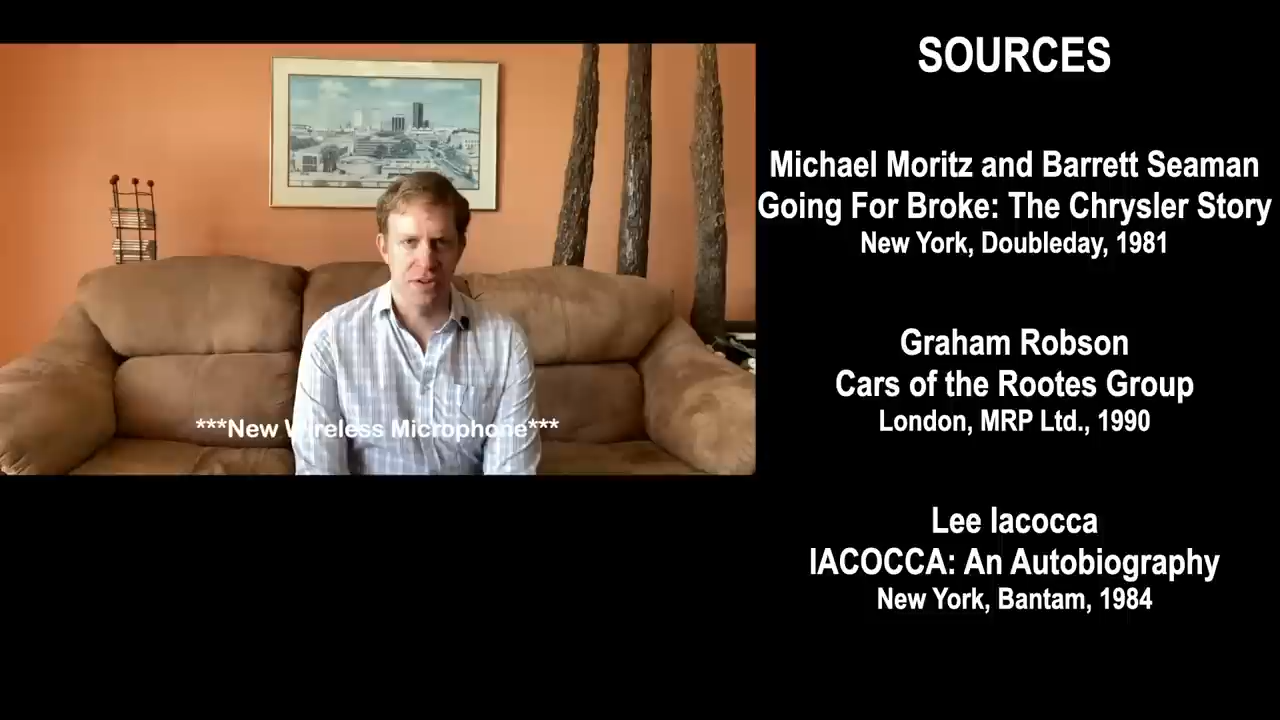 SOURCES
Michael Moritz and Barrett Seaman
Going For Broke: The Chrysler Story
New York, Doubleday, 1981
Graham Robson
Cars of the Rootes Group
London, MRP Ltd., 1990
***New Wireless Microphone***
Lee Iacocca
IACOCCA: An Autobiography
New York, Bantam, 1984